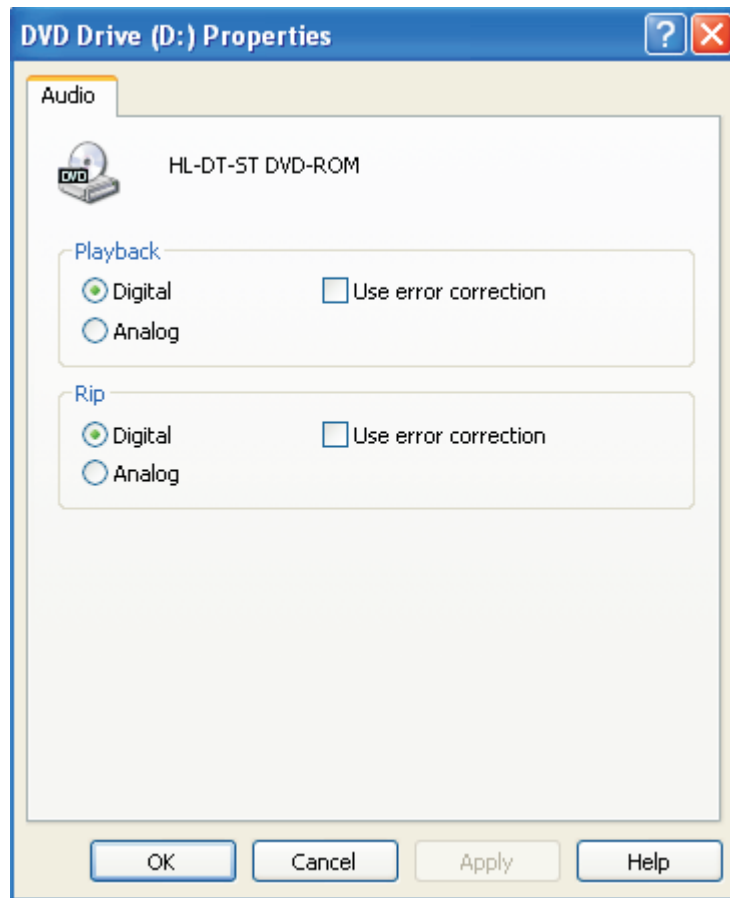 DVD Drive (D:) Properties
?
Audio
DVD
HL-DT-ST DVD-ROM
Playback
Digital
Use error correction
Analog
Rip
Digital
Use error correction
Analog
OK
Cancel
Apply
Help